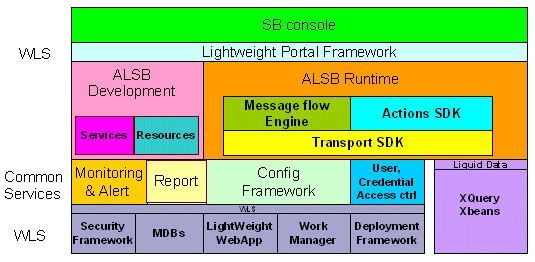 SB console
WLS
Lightweight Portal Framework
ALSB
Development
ALSB Runtime
Message flow
Engine
Actions SDK
Services
Resources
Transport SDK
Common
Services
Monitoring
& Alert
Report
Config
Framework
User,
Credential
Access ctrl
Liquid Data
XQuery
Xbeans
WLS
WLS
Security
Framework
MDBs
LightWeight
WebApp
Work
Manager
Deployment
Framework